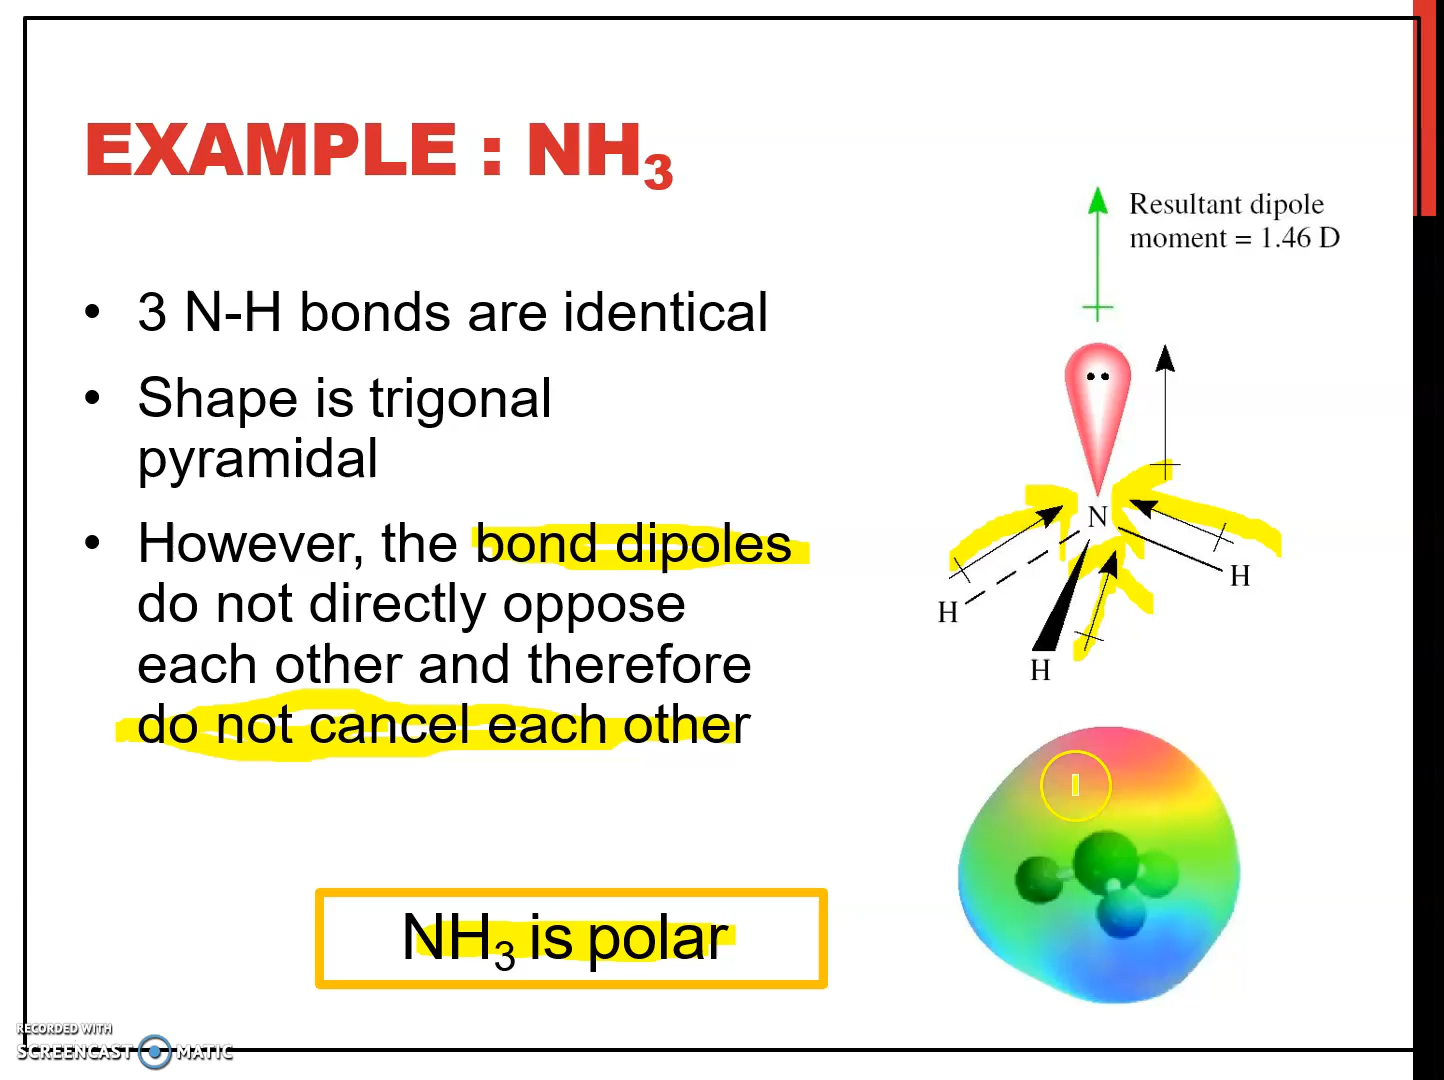 EXAMPLE : NH3
Resultant dipole
moment = 1.46 D
• 3 N-H bonds are identical
• Shape is trigonal
pyramidal
• However, the bond dipoles
do not directly oppose
each other and therefore
do not cancel each other
N
H
H
H
NH3 is polar
RECORDED WITH
SCREENCAST MATIC